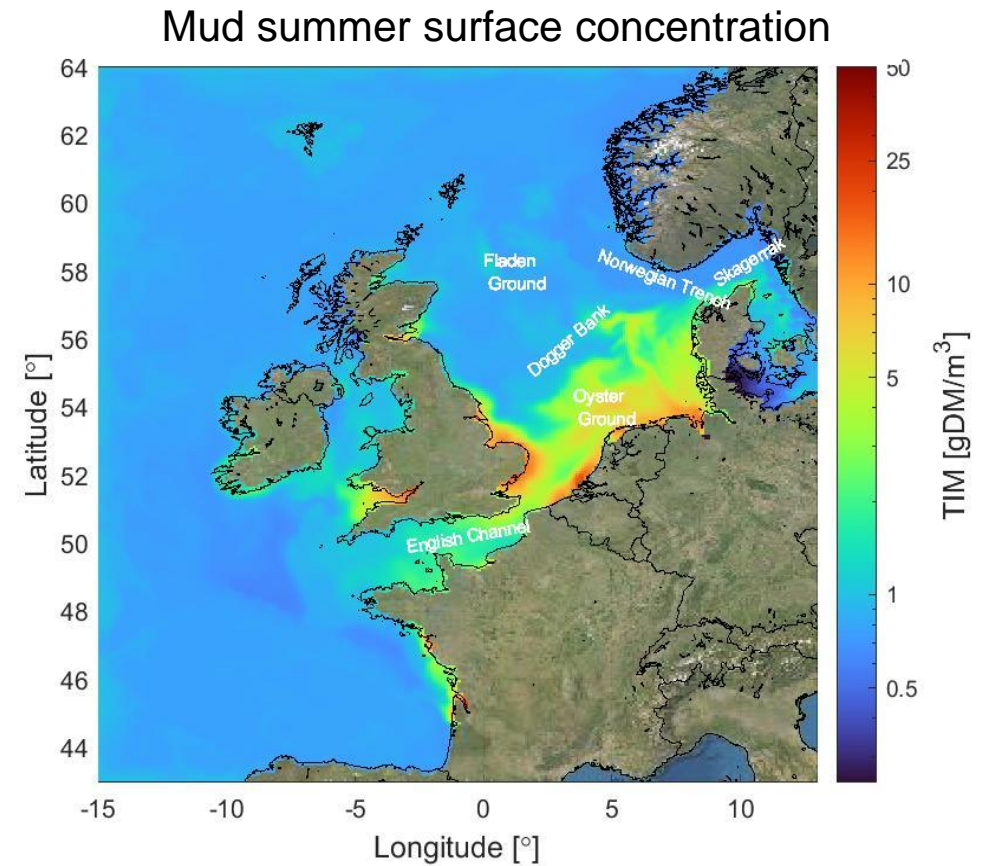 Mud summer surface concentration
64
62
60
58
56
54
52
50
48
46
44
Latitude [°]
-15 -10 -5 0 5 10
Longitude [°]
Fladen
Ground
Norwegian Trench
Skagerrak
Dogger Bank
Oyster
Ground
English Channel
50
25
10
5
1
0.5
TIM [gDM/m³]